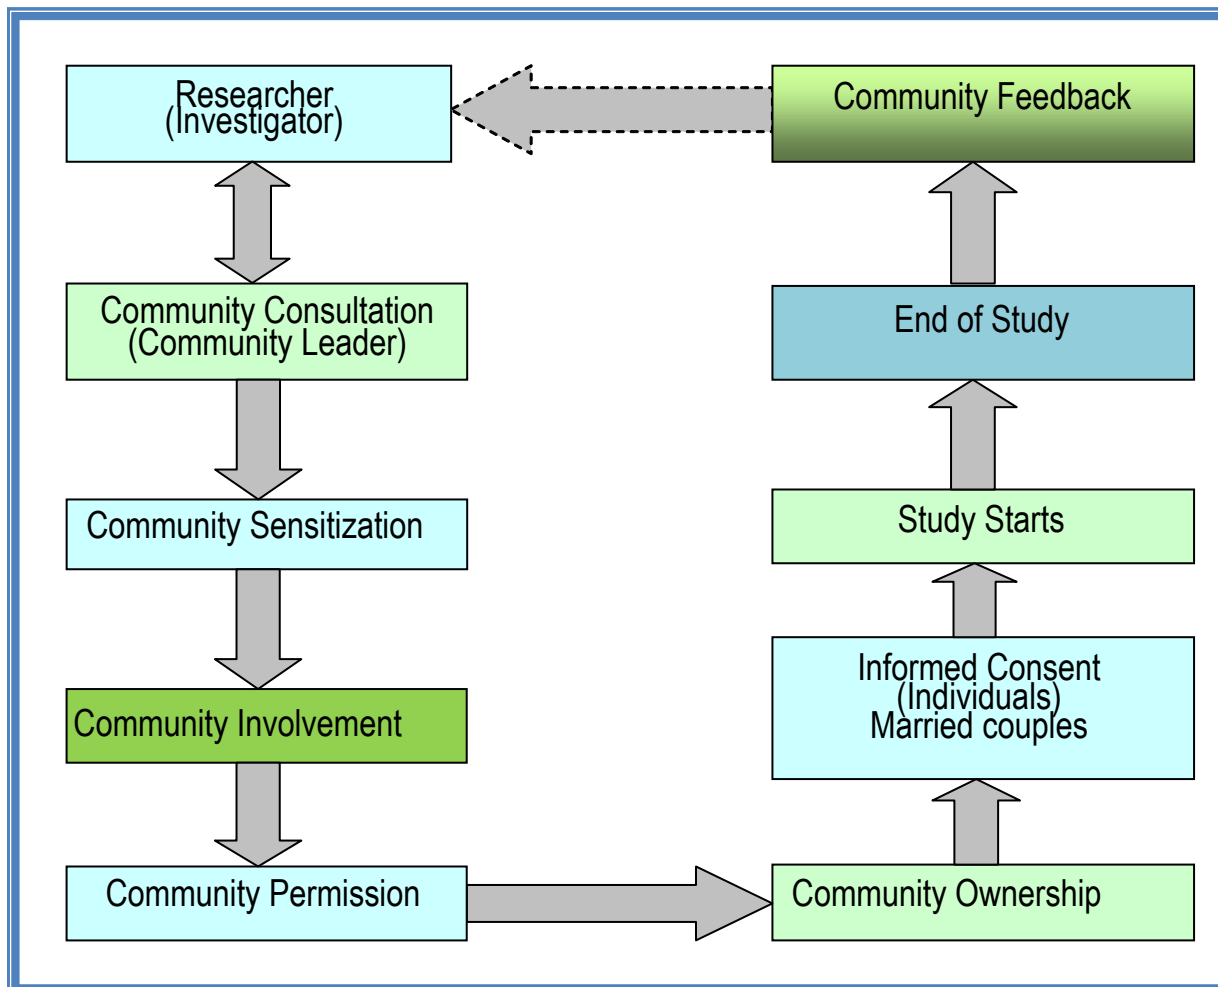 Researcher
(Investigator)
Community Consultation
(Community Leader)
Community Sensitization
Community Involvement
Community Permission
Community Ownership
Informed Consent
(Individuals)
Married couples
Study Starts
End of Study
Community Feedback